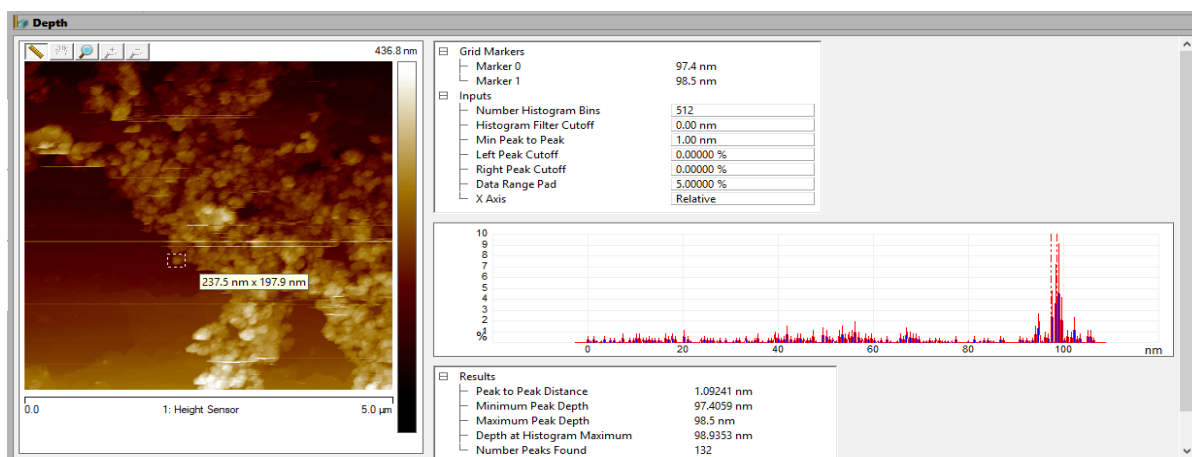 Depth
436.8 nm
237.5 nm x 197.9 nm
0.0 1: Height Sensor 5.0 µm
Grid Markers
Marker 0 97.4 nm
Marker 1 98.5 nm
Inputs
Number Histogram Bins 512
Histogram Filter Cutoff 0.00 nm
Min Peak to Peak 1.00 nm
Left Peak Cutoff 0.00000 %
Right Peak Cutoff 0.00000 %
Data Range Pad 5.00000 %
X Axis Relative
10
9
8
7
6
5
4
3
2
1
%
0 20 40 60 80 100 nm
Results
Peak to Peak Distance 1.09241 nm
Minimum Peak Depth 97.4059 nm
Maximum Peak Depth 98.5 nm
Depth at Histogram Maximum 98.9353 nm
Number Peaks Found 132